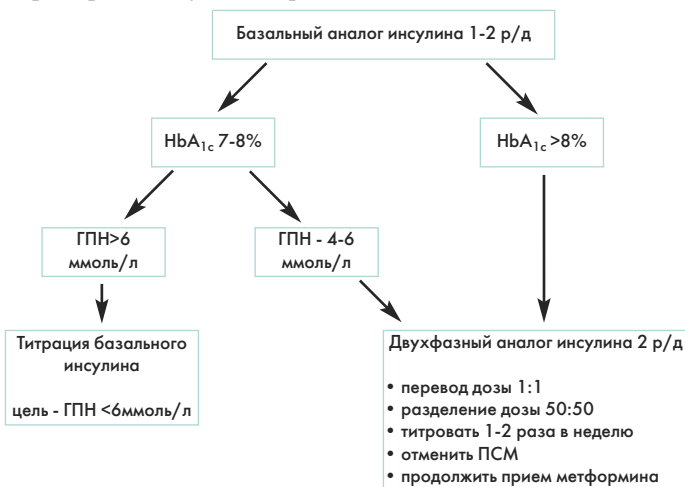 Базальный аналог инсулина 1-2 р/д
HbA1c 7-8%
HbA1c >8%
ГПН>6
ммоль/л
ГПН - 4-6
ммоль/л
Титрация базального
инсулина
цель - ГПН <6ммоль/л
Двухфазный аналог инсулина 2 р/д
• перевод дозы 1:1
• разделение дозы 50:50
• титровать 1-2 раза в неделю
• отменить ПСМ
• продолжить прием метформина